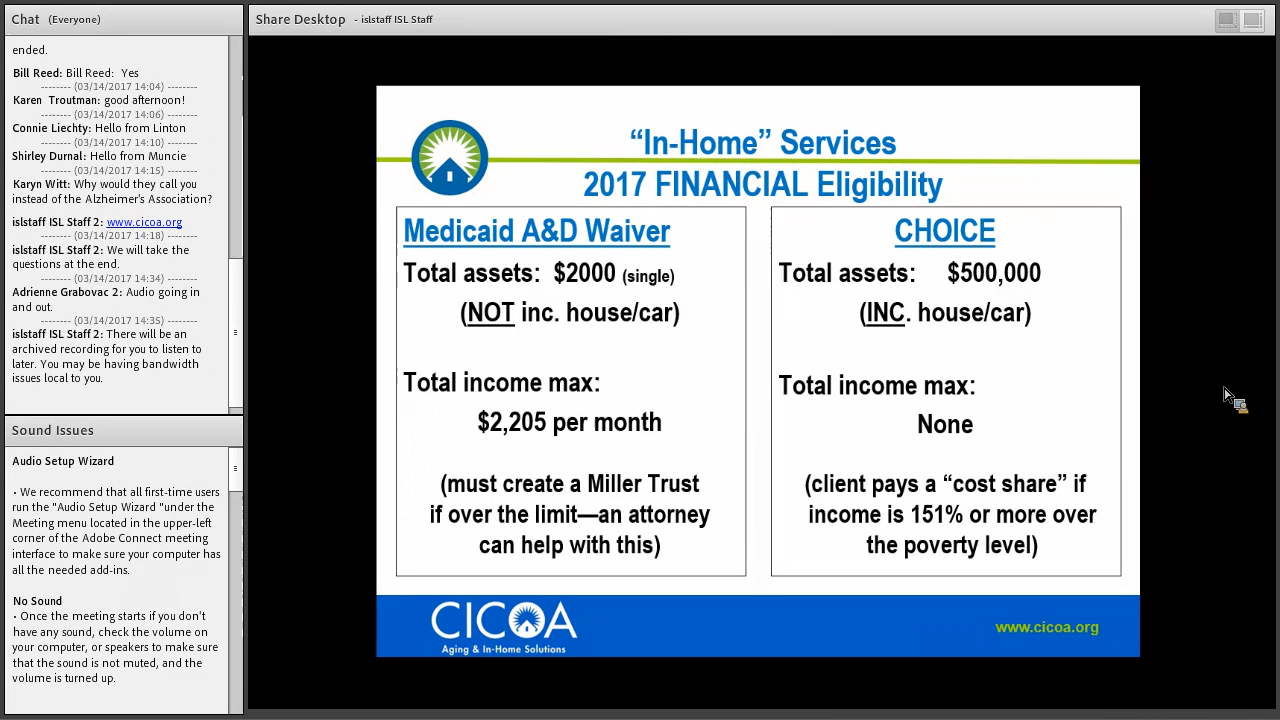 Chat (Everyone)
ended.
Bill Reed: Bill Reed: Yes
-------- (03/14/2017 14:04) --------
Karen Troutman: good afternoon!
-------- (03/14/2017 14:06) --------
Connie Liechty: Hello from Linton
-------- (03/14/2017 14:10) --------
Shirley Durnal: Hello from Muncie
-------- (03/14/2017 14:15) --------
Karyn Witt: Why would they call you
instead of the Alzheimer's Association?
islstaff ISL Staff 2: www.cicoa.org
-------- (03/14/2017 14:18) --------
islstaff ISL Staff 2: We will take the
questions at the end.
-------- (03/14/2017 14:34) --------
Adrienne Grabovac 2: Audio going in
and out.
-------- (03/14/2017 14:35) --------
islstaff ISL Staff 2: There will be an
archived recording for you to listen to
later. You may be having bandwidth
issues local to you.
Sound Issues
Audio Setup Wizard
• We recommend that all first-time users
run the "Audio Setup Wizard "under the
Meeting menu located in the upper-left
corner of the Adobe Connect meeting
interface to make sure your computer has
all the needed add-ins.
No Sound
• Once the meeting starts if you don't
have any sound, check the volume on
your computer, or speakers to make sure
that the sound is not muted, and the
volume is turned up.
Share Desktop - islstaff ISL Staff
“In-Home” Services
2017 FINANCIAL Eligibility
Medicaid A&D Waiver
Total assets: $2000 (single)
(NOT inc. house/car)
Total income max:
$2,205 per month
(must create a Miller Trust
if over the limit—an attorney
can help with this)
CHOICE
Total assets: $500,000
(INC. house/car)
Total income max:
None
(client pays a “cost share” if
income is 151% or more over
the poverty level)
CICOA
Aging & In-Home Solutions
www.cicoa.org